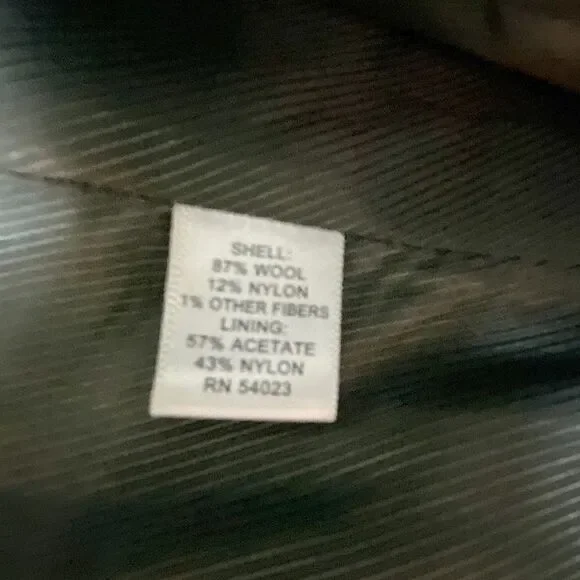 SHELL:
87% WOOL
12% NYLON
1% OTHER FIBERS
LINING:
57% ACETATE
43% NYLON
RN 54023